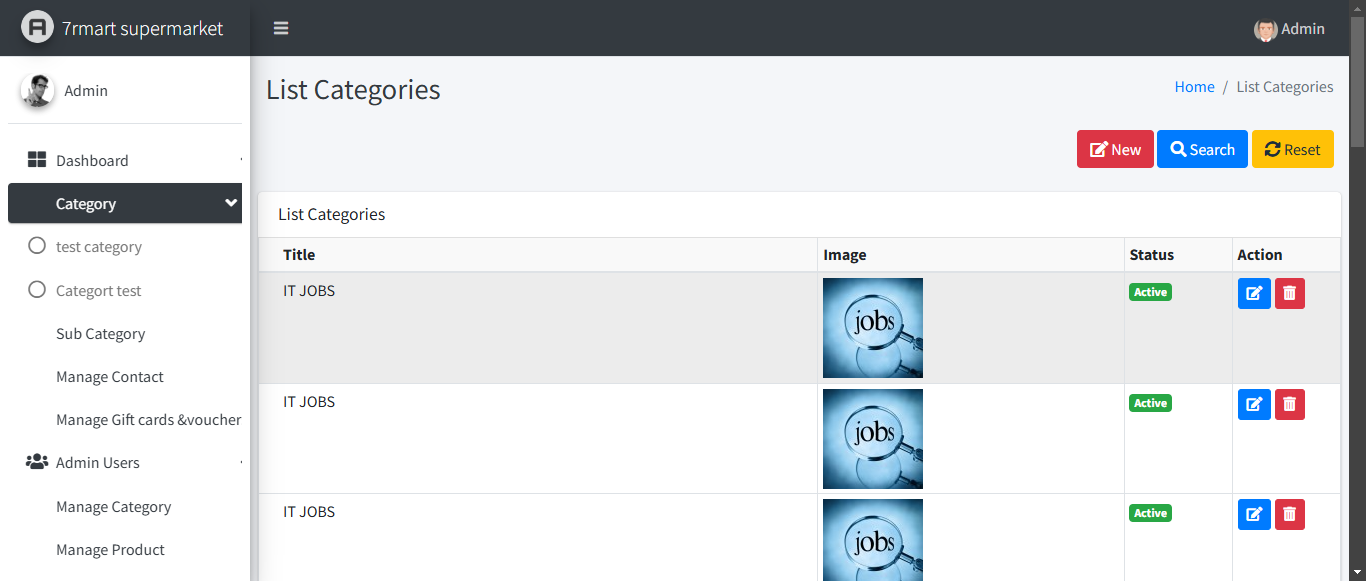 7rmart supermarket
Admin
Admin
List Categories
Home / List Categories
New
Search
Reset
Dashboard
Category
test category
Categort test
Sub Category
Manage Contact
Manage Gift cards &voucher
Admin Users
Manage Category
Manage Product
List Categories
Title Image Status Action
IT JOBS jobs Active
IT JOBS jobs Active
IT JOBS jobs Active